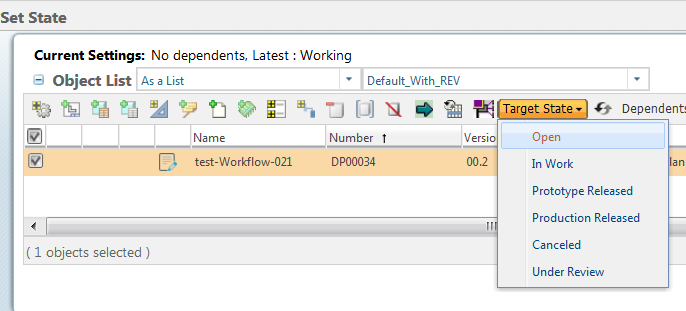 Set State
Current Settings: No dependents, Latest : Working
Object List As a List Default_With_REV
Target State Dependents
Name Number Versio
test-Workflow-021 DP00034 00.2 lan
( 1 objects selected )
Open
In Work
Prototype Released
Production Released
Canceled
Under Review